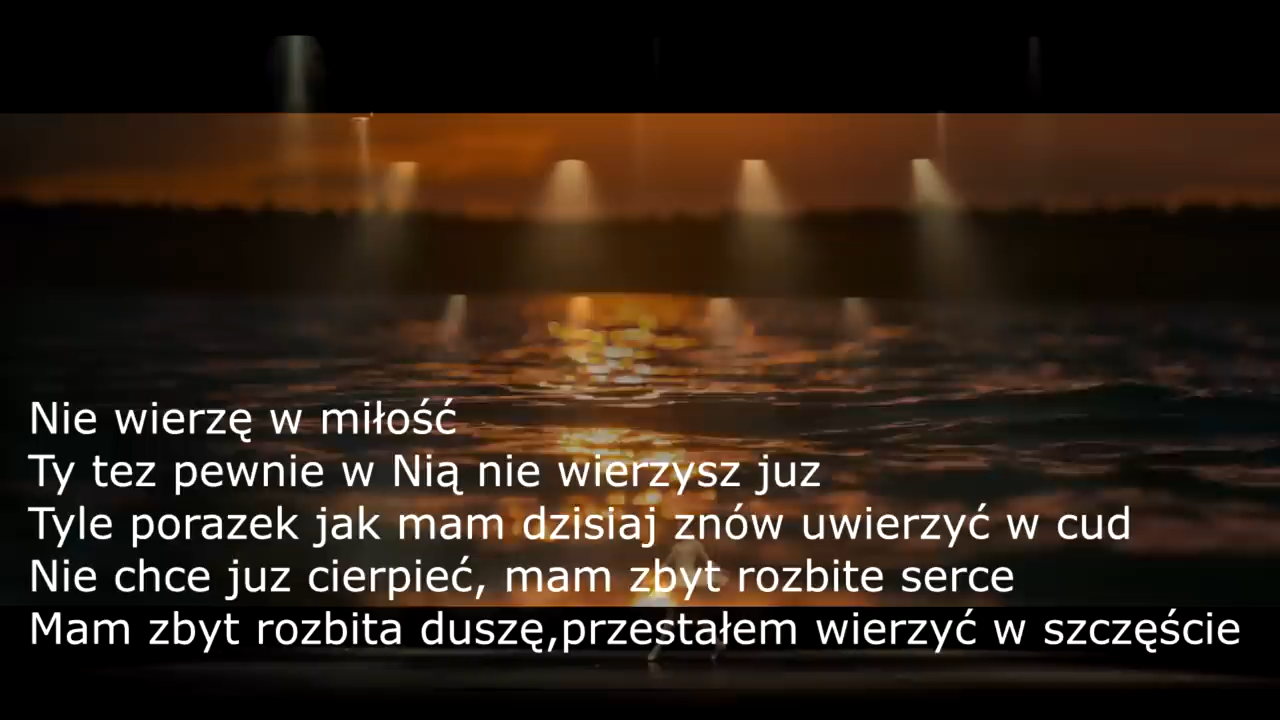 Nie wierzę w miłość
Ty tez pewnie w Nią nie wierzysz juz
Tyle porazek jak mam dzisiaj znów uwierzyć w cud
Nie chce juz cierpieć, mam zbyt rozbite serce
Mam zbyt rozbita duszę,przestałem wierzyć w szczęście